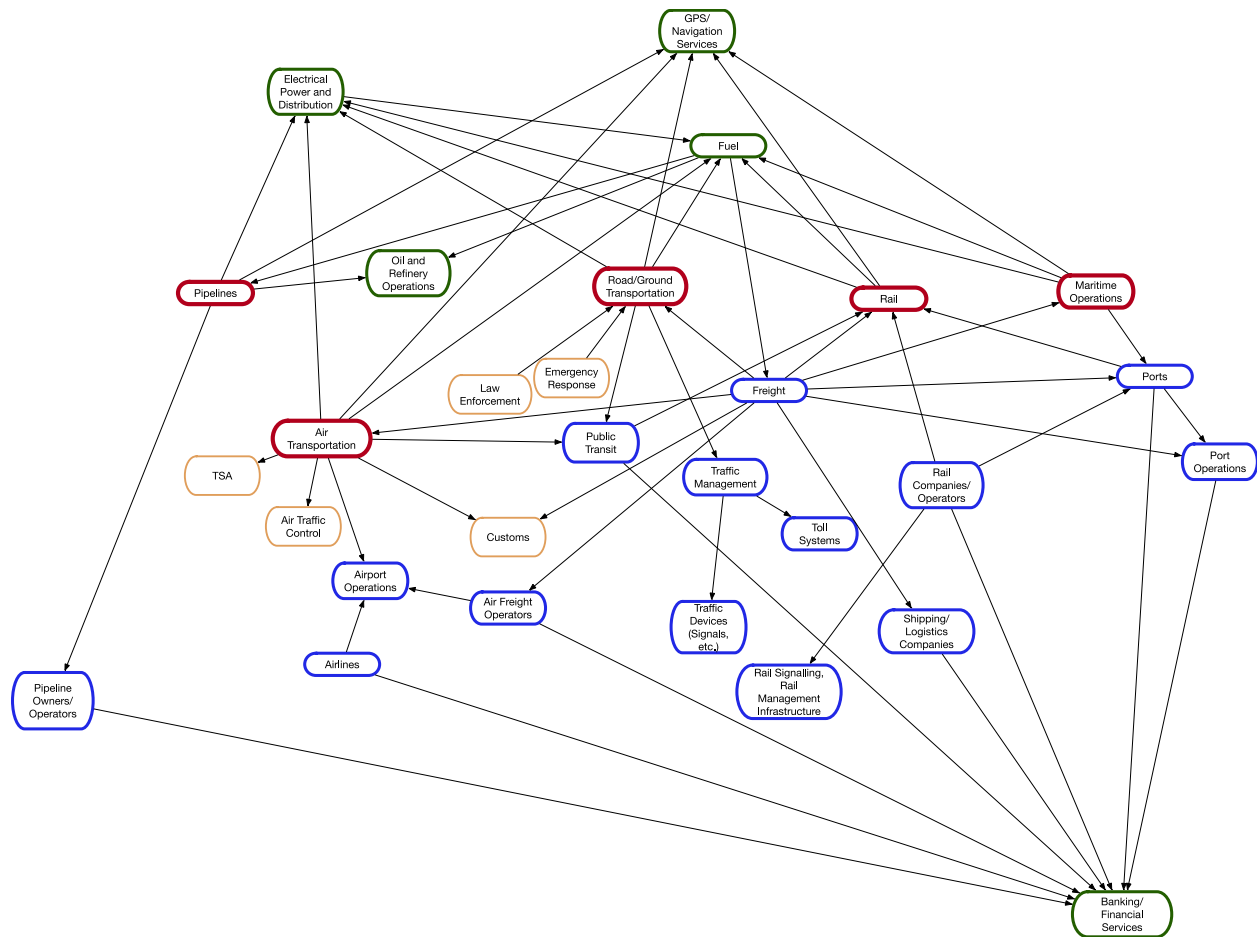 GPS/
Navigation
Services
Electrical
Power and
Distribution
Fuel
Oil and
Refinery
Operations
Pipelines
Road/Ground
Transportation
Rail
Maritime
Operations
Law
Enforcement
Emergency
Response
Freight
Ports
Air
Transportation
Public
Transit
Port
Operations
TSA
Traffic
Management
Rail
Companies/
Operators
Air Traffic
Control
Customs
Toll
Systems
Airport
Operations
Air Freight
Operators
Traffic
Devices
(Signals,
etc.)
Shipping/
Logistics
Companies
Airlines
Pipeline
Owners/
Operators
Rail Signalling,
Rail
Management
Infrastructure
Banking/
Financial
Services